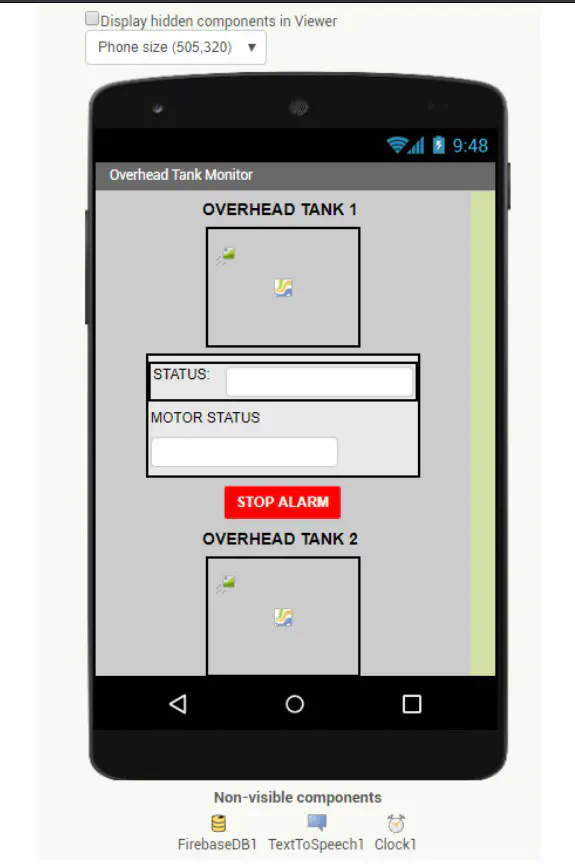 Display hidden components in Viewer
Phone size (505,320)
9:48
Overhead Tank Monitor
OVERHEAD TANK 1
STATUS:
MOTOR STATUS
STOP ALARM
OVERHEAD TANK 2
Non-visible components
FirebaseDB1 TextToSpeech1 Clock1